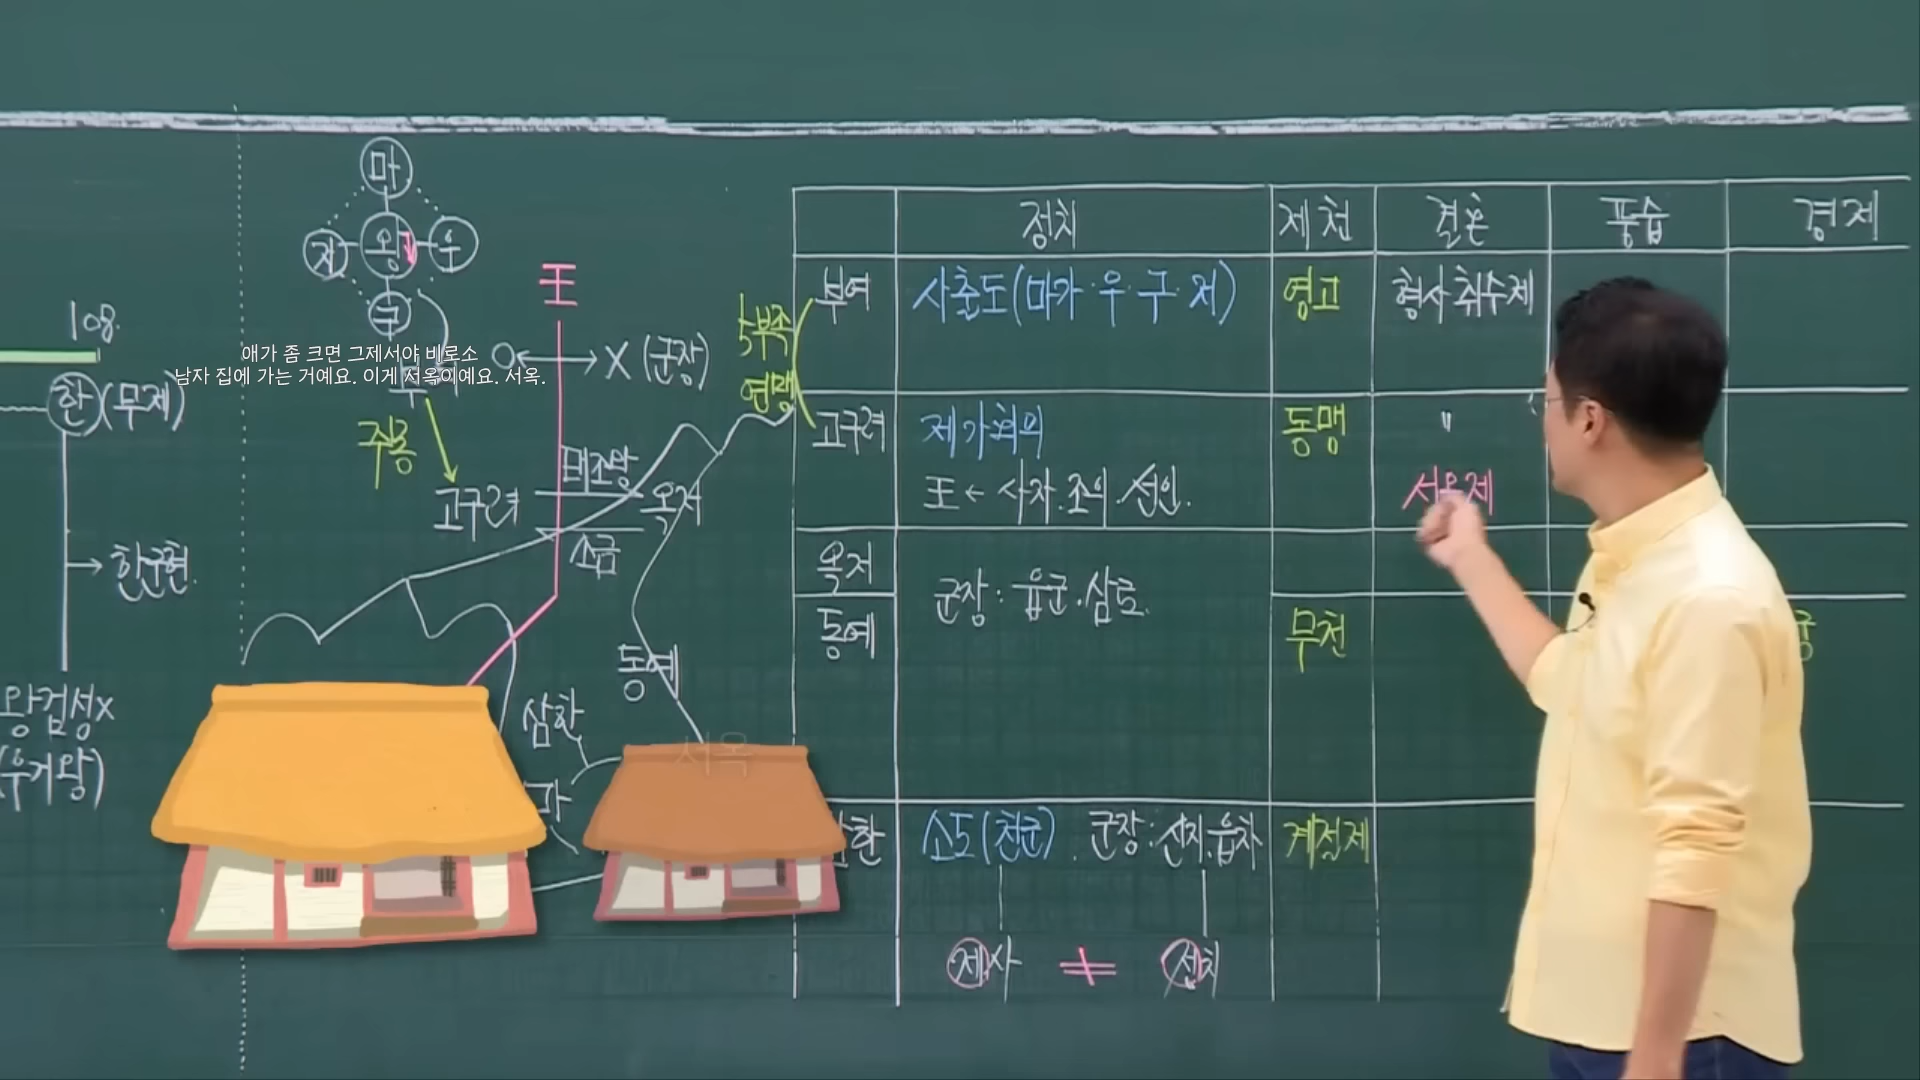 108.
한(무제)
한군현.
왕검성x
(우거왕)
마
저 왕 우
구
애가 좀 크면 그제서야 비로소
남자 집에 가는 거예요. 이게 서옥이에요. 서옥.
주몽
고구려
王
O ↔ X (군장)
태조왕
옥저
소금
동예
삼한
서옥
5부족
연맹
정치 제천 결혼 풍습 경제
부여 사출도(마가·우·구·저) 영고 형사취수제
고구려 제가회의 동맹 "
王 ← 사자.조의.선인. 서옥제
옥저
군장: 읍군.삼로.
동예 무천
한 소도(천군). 군장:신지.읍차 계절제
제사 ≠ 정치